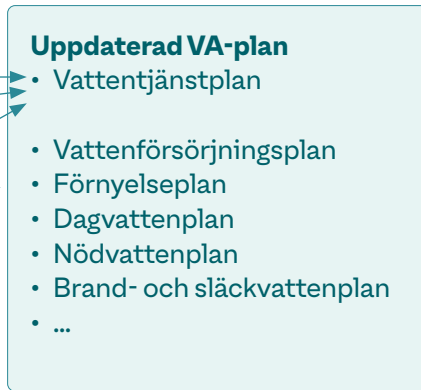 Uppdaterad VA-plan
• Vattentjänstplan
• Vattenförsörjningsplan
• Förnyelseplan
• Dagvattenplan
• Nödvattenplan
• Brand- och släckvattenplan
• ...